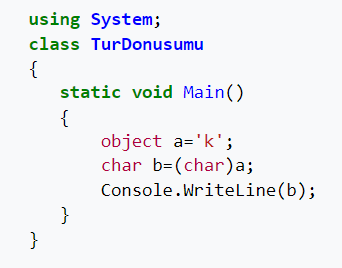 using System;
class TurDonusumu
{
   static void Main()
   {
       object a='k';
       char b=(char)a;
       Console.WriteLine(b);
   }
}